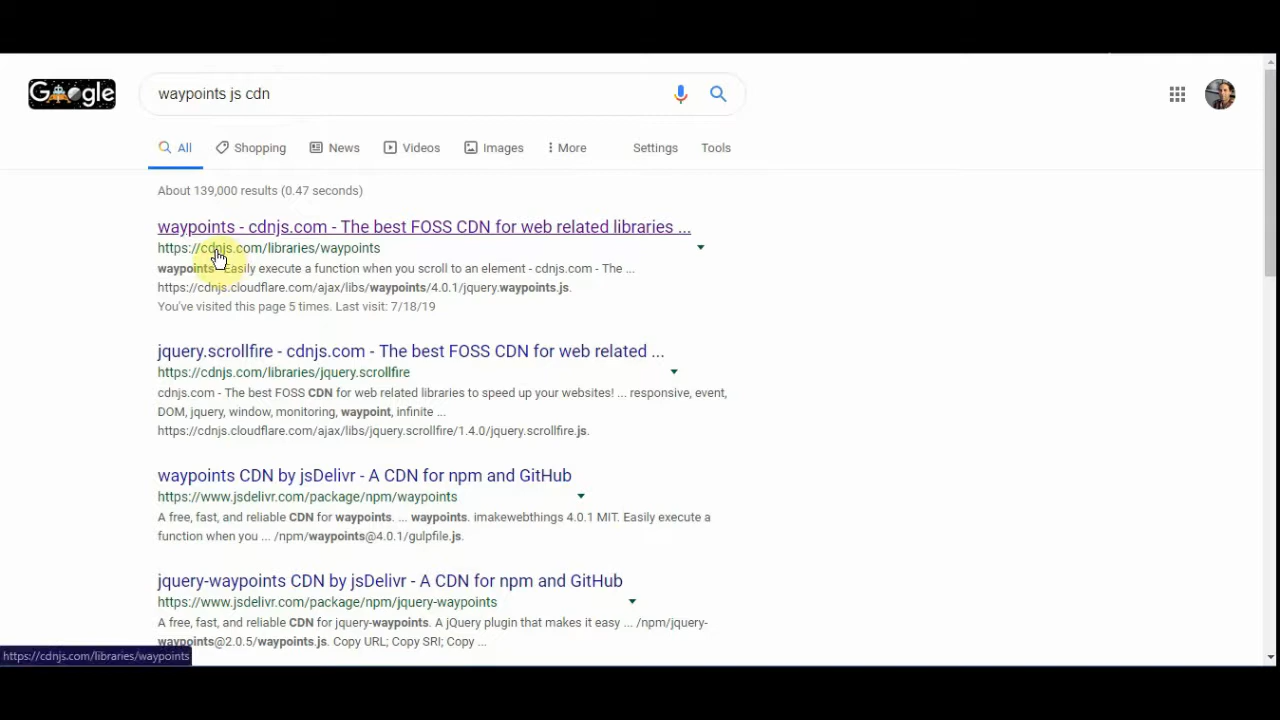 Google
waypoints js cdn
All Shopping News Videos Images More Settings Tools
About 139,000 results (0.47 seconds)
waypoints - cdnjs.com - The best FOSS CDN for web related libraries ...
https://cdnjs.com/libraries/waypoints
waypoints - Easily execute a function when you scroll to an element - cdnjs.com - The ...
https://cdnjs.cloudflare.com/ajax/libs/waypoints/4.0.1/jquery.waypoints.js.
You've visited this page 5 times. Last visit: 7/18/19
jquery.scrollfire - cdnjs.com - The best FOSS CDN for web related ...
https://cdnjs.com/libraries/jquery.scrollfire
cdnjs.com - The best FOSS CDN for web related libraries to speed up your websites! ... responsive, event,
DOM, jquery, window, monitoring, waypoint, infinite ...
https://cdnjs.cloudflare.com/ajax/libs/jquery.scrollfire/1.4.0/jquery.scrollfire.js.
waypoints CDN by jsDelivr - A CDN for npm and GitHub
https://www.jsdelivr.com/package/npm/waypoints
A free, fast, and reliable CDN for waypoints. ... waypoints. imakewebthings 4.0.1 MIT. Easily execute a
function when you ... /npm/waypoints@4.0.1/gulpfile.js.
jquery-waypoints CDN by jsDelivr - A CDN for npm and GitHub
https://www.jsdelivr.com/package/npm/jquery-waypoints
A free, fast, and reliable CDN for jquery-waypoints. A jQuery plugin that makes it easy ... /npm/jquery-
waypoints@2.0.5/waypoints.js. Copy URL; Copy SRI; Copy ...
https://cdnjs.com/libraries/waypoints